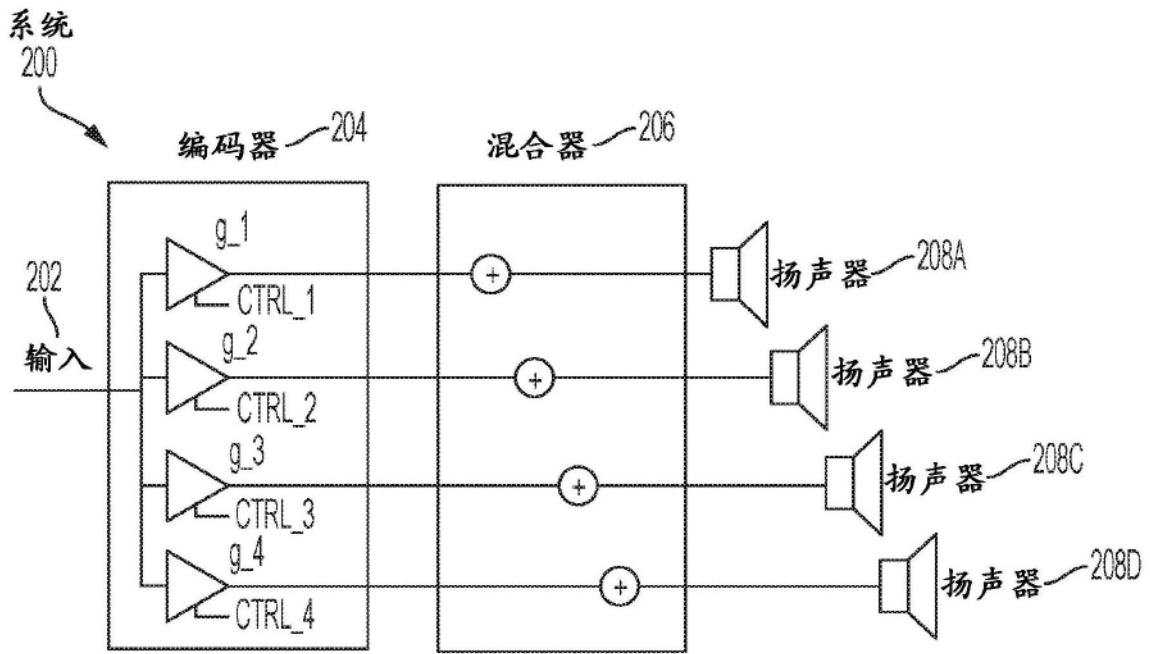 系统
200
编码器 204
混合器 206
g_1
CTRL_1
202
输入
g_2
CTRL_2
g_3
CTRL_3
g_4
CTRL_4
+
+
+
+
扬声器 208A
扬声器 208B
扬声器 208C
扬声器 208D